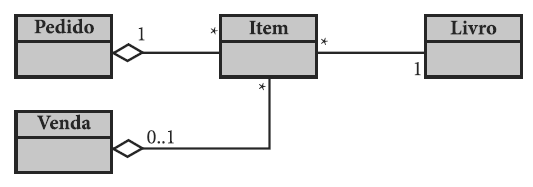 Pedido
1
*
Item
*
Livro
1
*
Venda
0..1